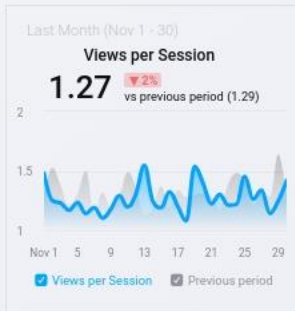 Last Month (Nov 1 - 30)
Views per Session
1.27
▼ 2%
vs previous period (1.29)
2
1.5
1
Nov 1 5 9 13 17 21 25 29
Views per Session Previous period